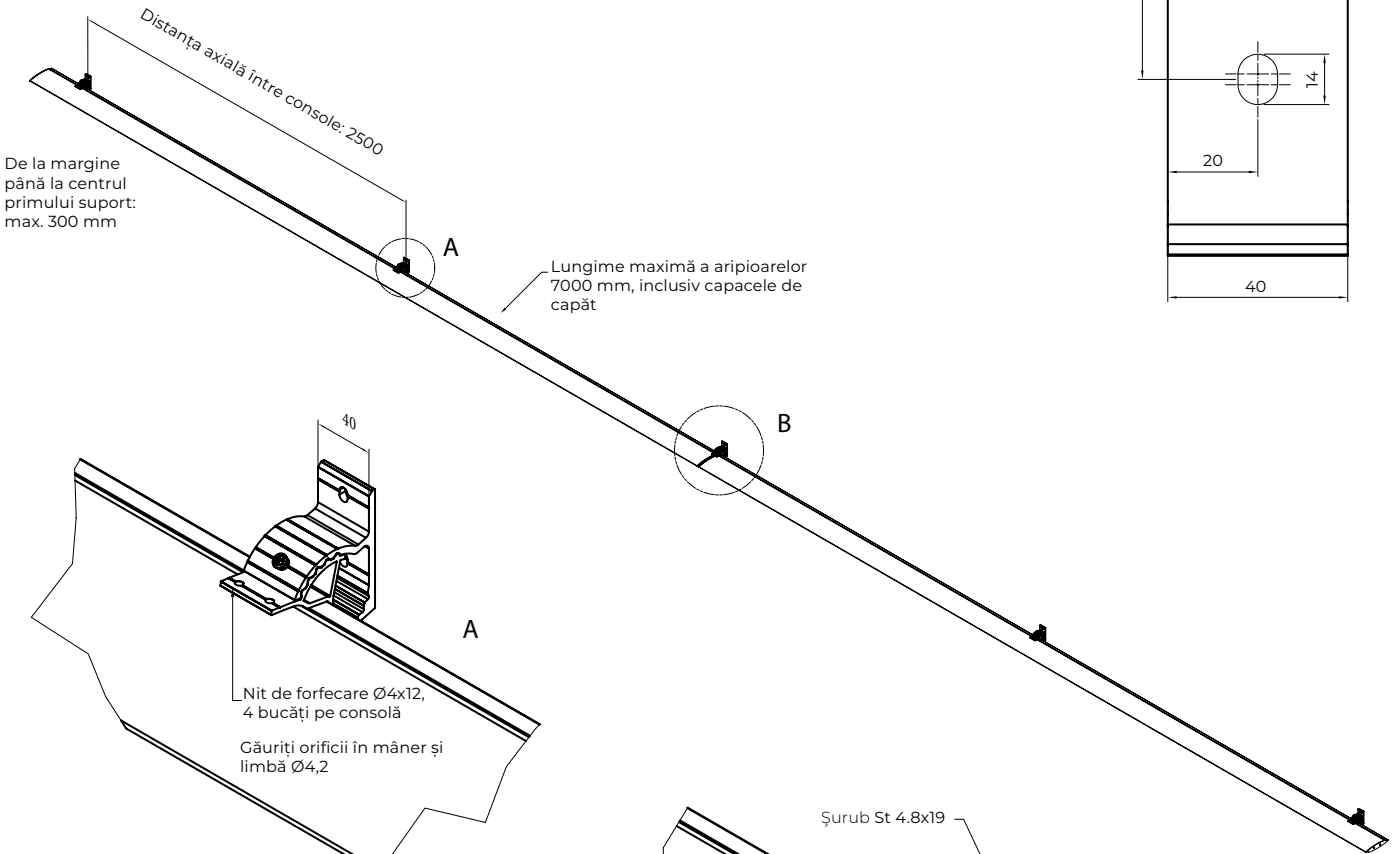 Distanța axială între console: 2500
De la margine
până la centrul
primului suport:
max. 300 mm
A
Lungime maximă a aripioarelor
7000 mm, inclusiv capacele de
capăt
14
20
40
B
40
A
Nit de forfecare Ø4x12,
4 bucăți pe consolă
Găuriți orificii în mâner și
limbă Ø4,2
Şurub St 4.8x19